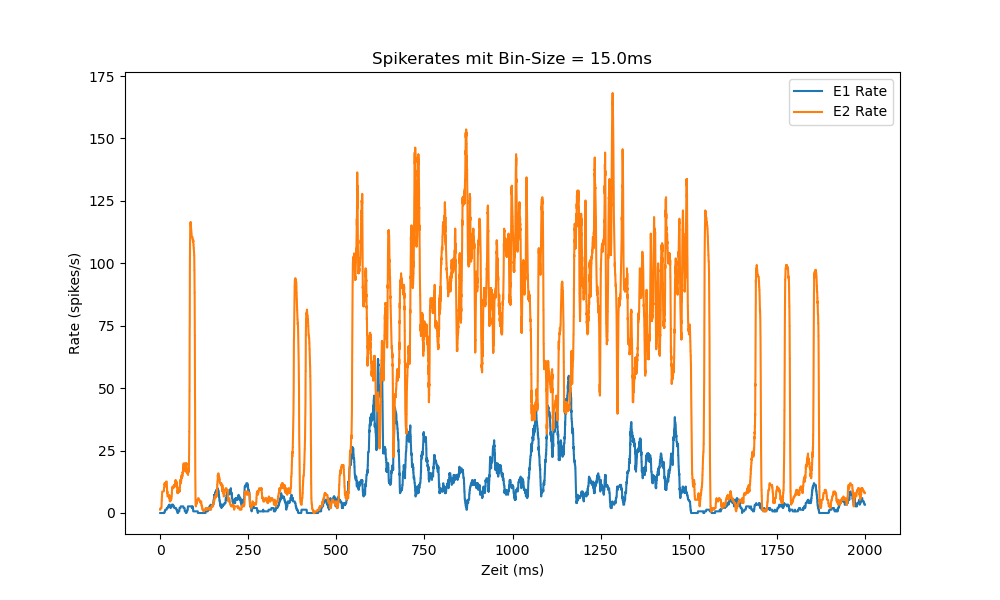 Spikerates mit Bin-Size = 15.0ms
E1 Rate
E2 Rate
Rate (spikes/s)
175
150
125
100
75
50
25
0
0 250 500 750 1000 1250 1500 1750 2000
Zeit (ms)